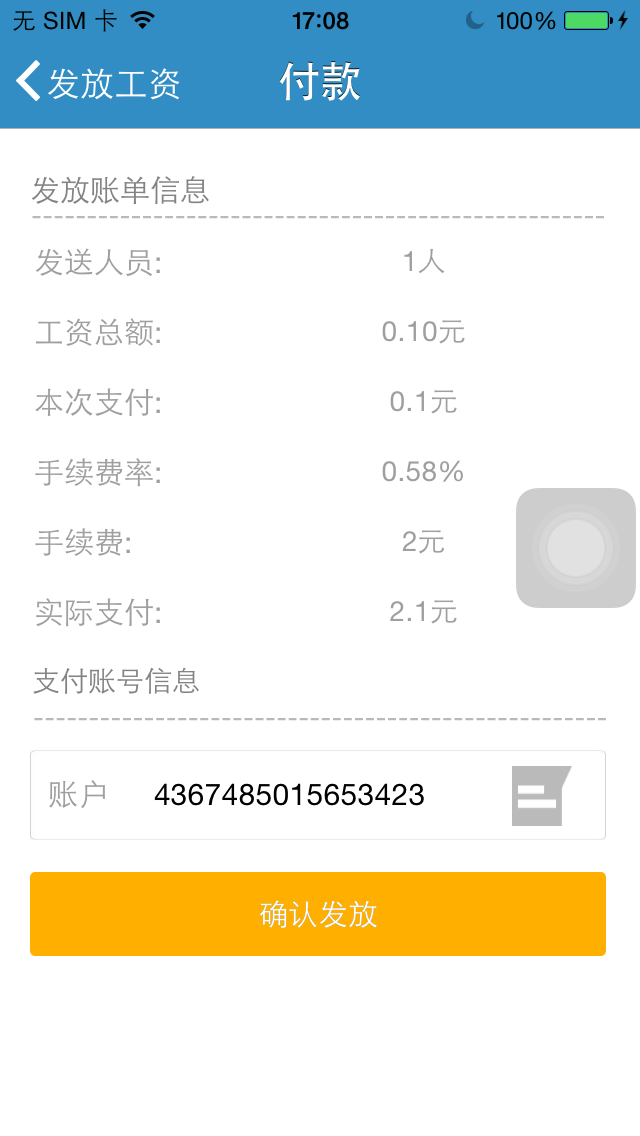 无 SIM 卡 17:08 100%
发放工资 付款
发放账单信息
发送人员: 1人
工资总额: 0.10元
本次支付: 0.1元
手续费率: 0.58%
手续费: 2元
实际支付: 2.1元
支付账号信息
账户 4367485015653423
确认发放